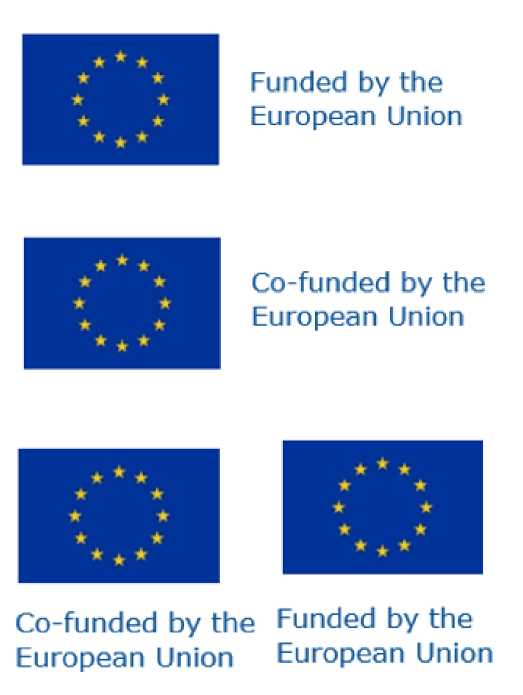 Funded by the
European Union
Co-funded by the
European Union
Co-funded by the
European Union
Funded by the
European Union